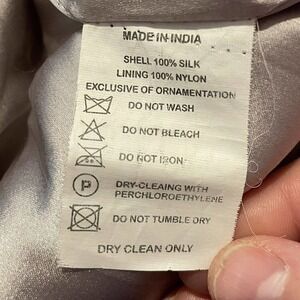 MADE IN INDIA
SHELL 100% SILK
LINING 100% NYLON
EXCLUSIVE OF ORNAMENTATION
DO NOT WASH
DO NOT BLEACH
DO NOT IRON
P DRY-CLEAING WITH
PERCHLOROETHYLENE
DO NOT TUMBLE DRY
DRY CLEAN ONLY